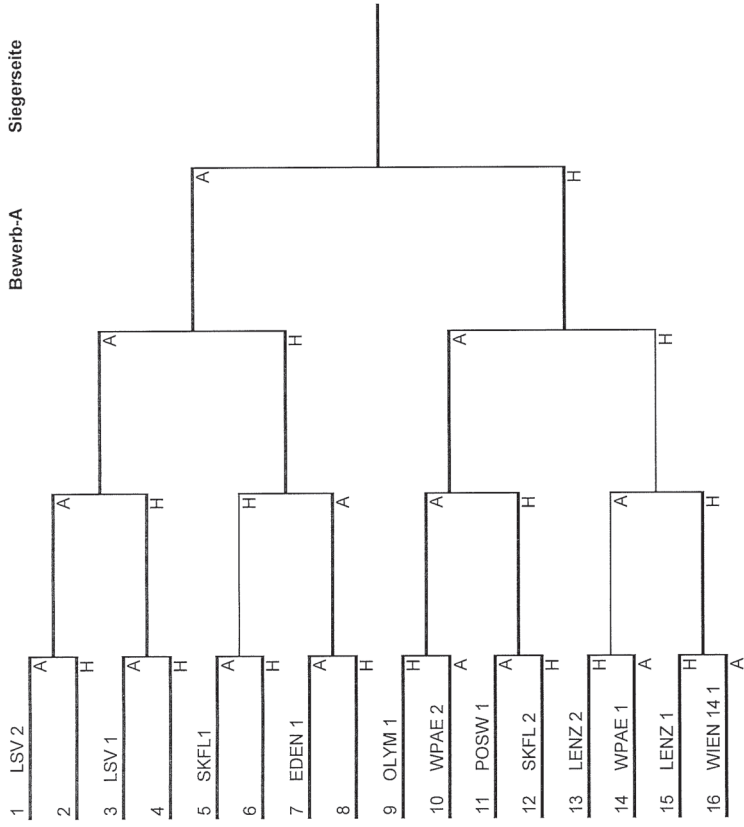 Bewerb-A Siegerseite
1 LSV 2
2
3 LSV 1
4
5 SKFL1
6
7 EDEN 1
8
9 OLYM 1
10 WPAE 2
11 POSW 1
12 SKFL 2
13 LENZ 2
14 WPAE 1
15 LENZ 1
16 WIEN 14 1
A
H
A
H
A
H
A
H
H
A
A
H
H
A
H
A
A
H
H
A
A
H
A
H
A
H
A
H
A
H